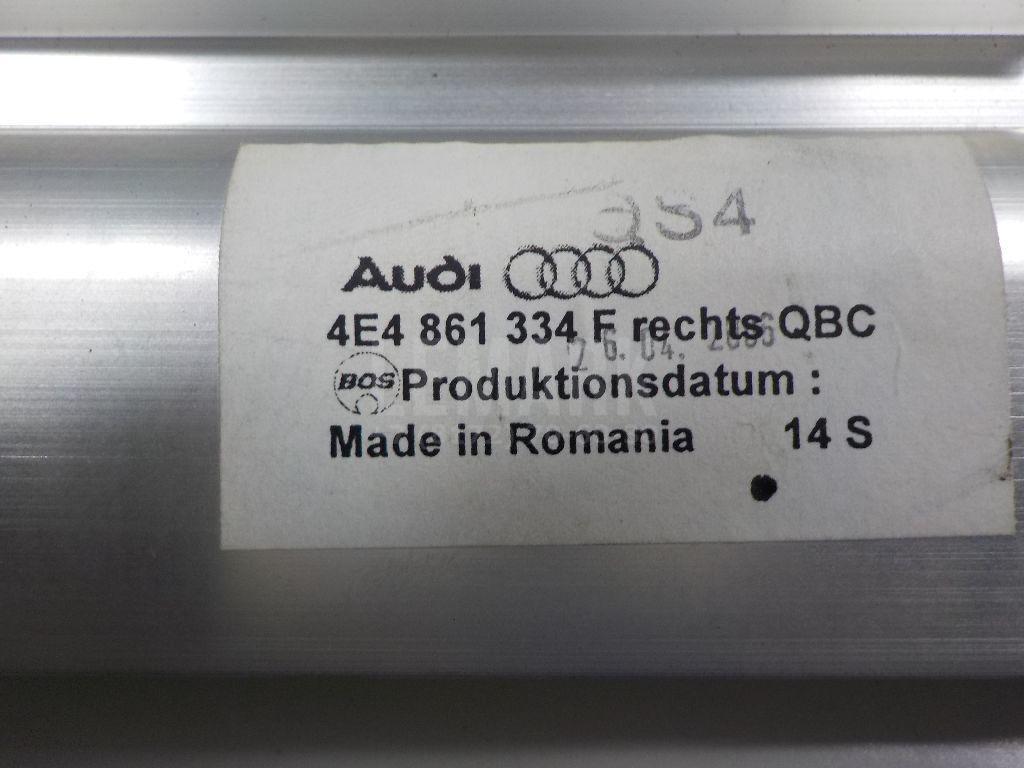 354
Audi
4E4 861 334 F rechts QBC
26.04.2006
BOS Produktionsdatum :
Made in Romania 14 S